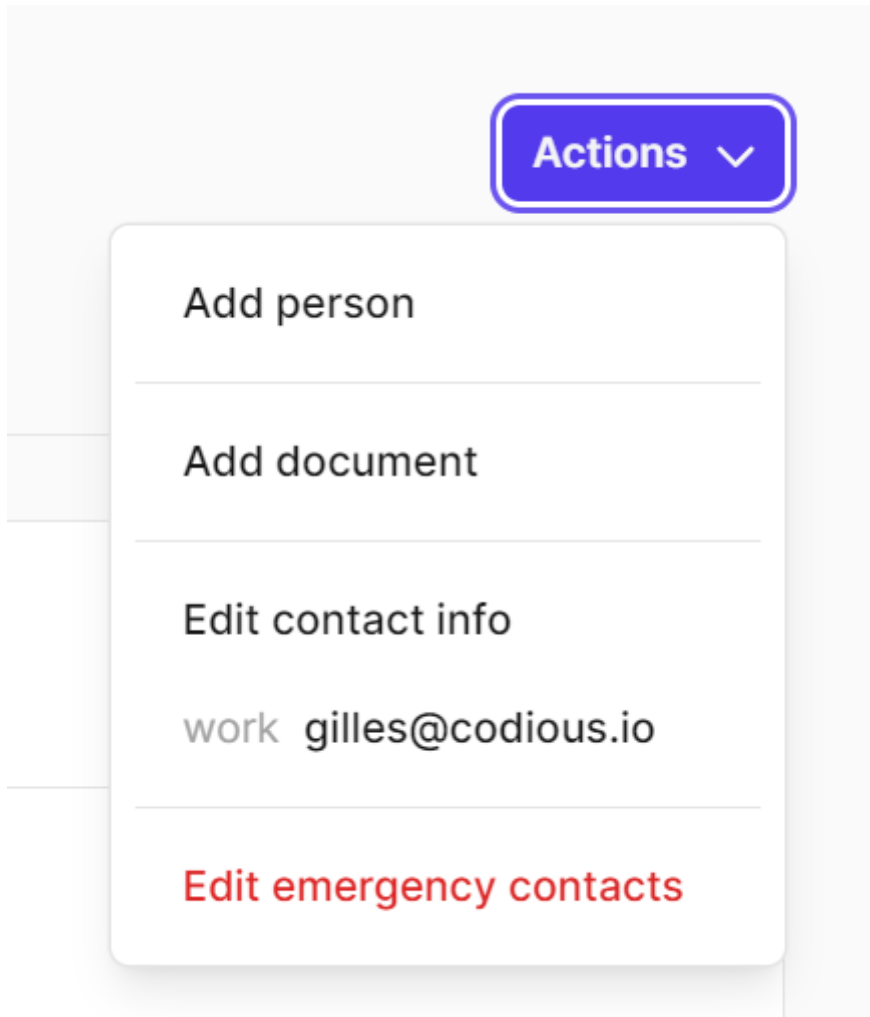 Actions
Add person
Add document
Edit contact info
work gilles@codious.io
Edit emergency contacts